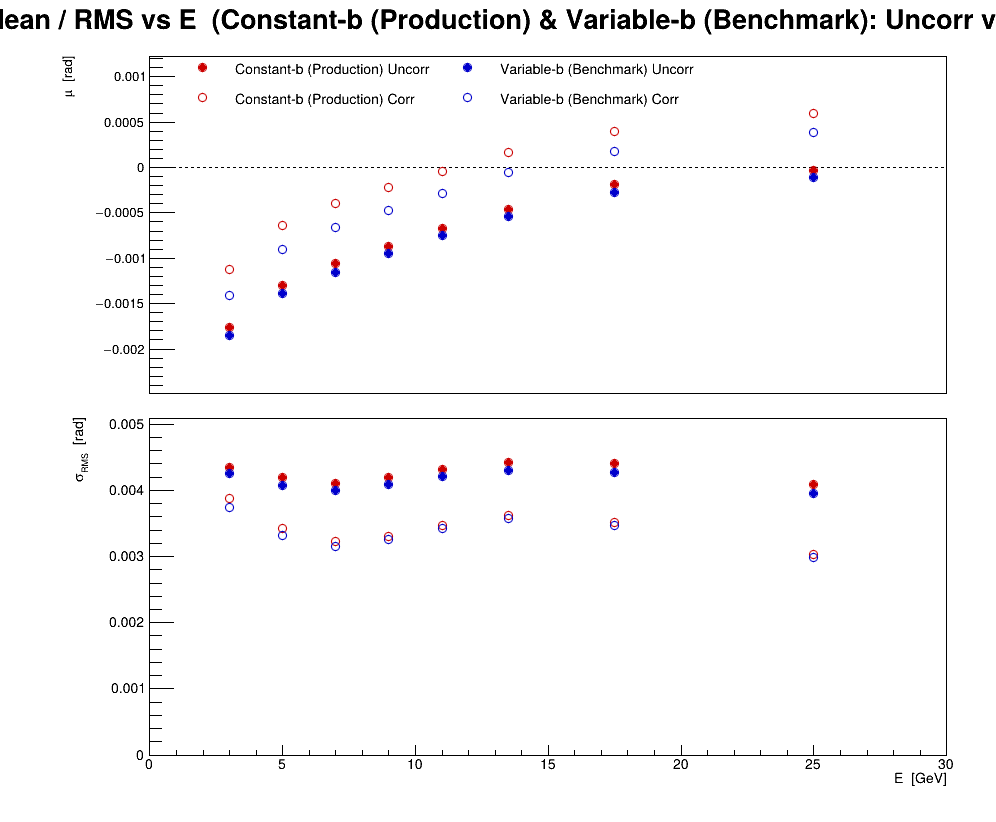 lean / RMS vs E (Constant-b (Production) & Variable-b (Benchmark): Uncorr v
μ [rad]
Constant-b (Production) Uncorr
Variable-b (Benchmark) Uncorr
Constant-b (Production) Corr
Variable-b (Benchmark) Corr
0.001
0.0005
0
−0.0005
−0.001
−0.0015
−0.002
σRMS [rad]
0.005
0.004
0.003
0.002
0.001
0
0 5 10 15 20 25 30
E [GeV]